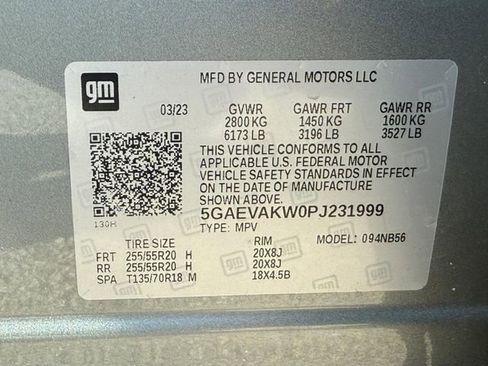 gm
MFD BY GENERAL MOTORS LLC
03/23 GVWR GAWR FRT GAWR RR
2800 KG 1450 KG 1600 KG
6173 LB 3196 LB 3527 LB
THIS VEHICLE CONFORMS TO ALL
APPLICABLE U.S. FEDERAL MOTOR
VEHICLE SAFETY STANDARDS IN EFFECT
ON THE DATE OF MANUFACTURE
SHOWN ABOVE.
130H 5GAEVAKW0PJ231999
TYPE: MPV MODEL: 094NB56
TIRE SIZE RIM
FRT 255/55R20 H 20X8J
RR 255/55R20 H 20X8J
SPA T135/70R18 M 18X4.5B